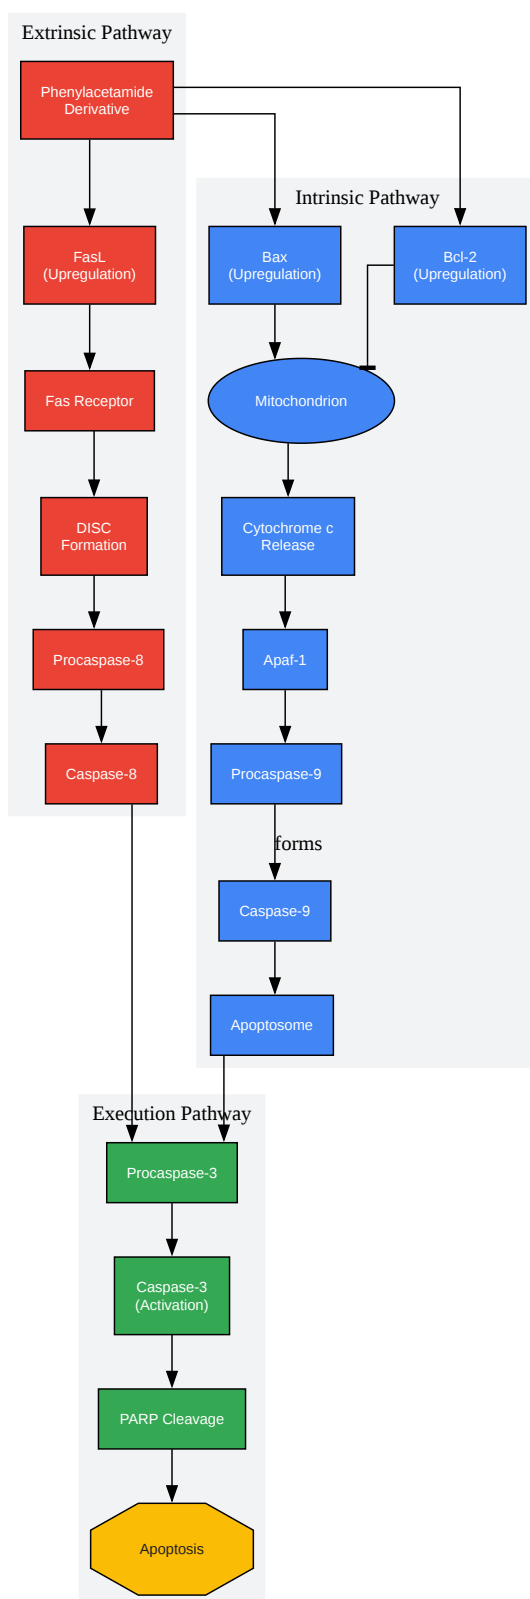 Extrinsic Pathway
Phenylacetamide
Derivative
FasL
(Upregulation)
Fas Receptor
DISC
Formation
Procaspase-8
Caspase-8
Intrinsic Pathway
Bax
(Upregulation)
Bcl-2
(Upregulation)
Mitochondrion
Cytochrome c
Release
Apaf-1
Procaspase-9
forms
Caspase-9
Apoptosome
Execution Pathway
Procaspase-3
Caspase-3
(Activation)
PARP Cleavage
Apoptosis